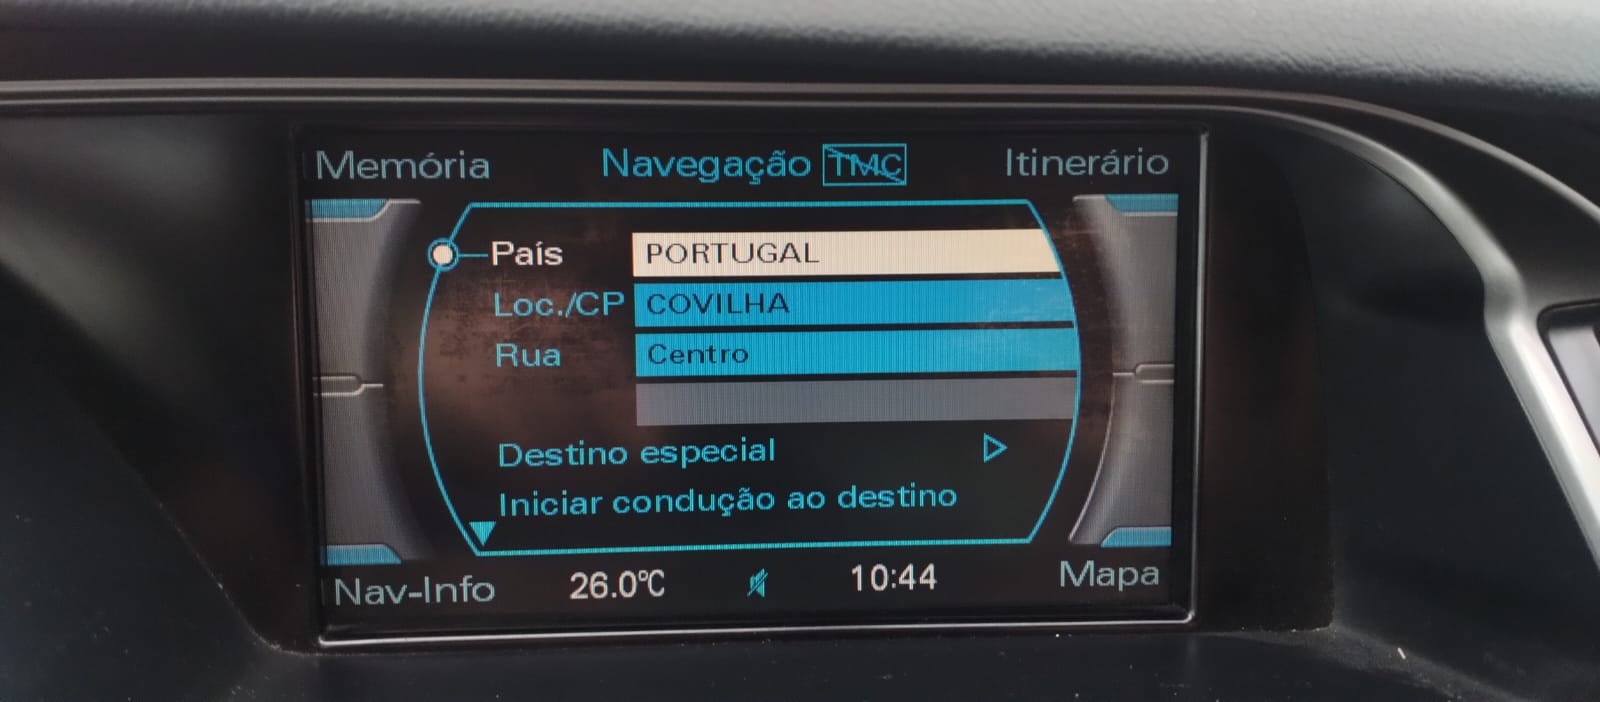 Memória Navegação TMC Itinerário
País PORTUGAL
Loc./CP COVILHA
Rua Centro
Destino especial
Iniciar condução ao destino
Nav-Info 26.0°C 10:44 Mapa